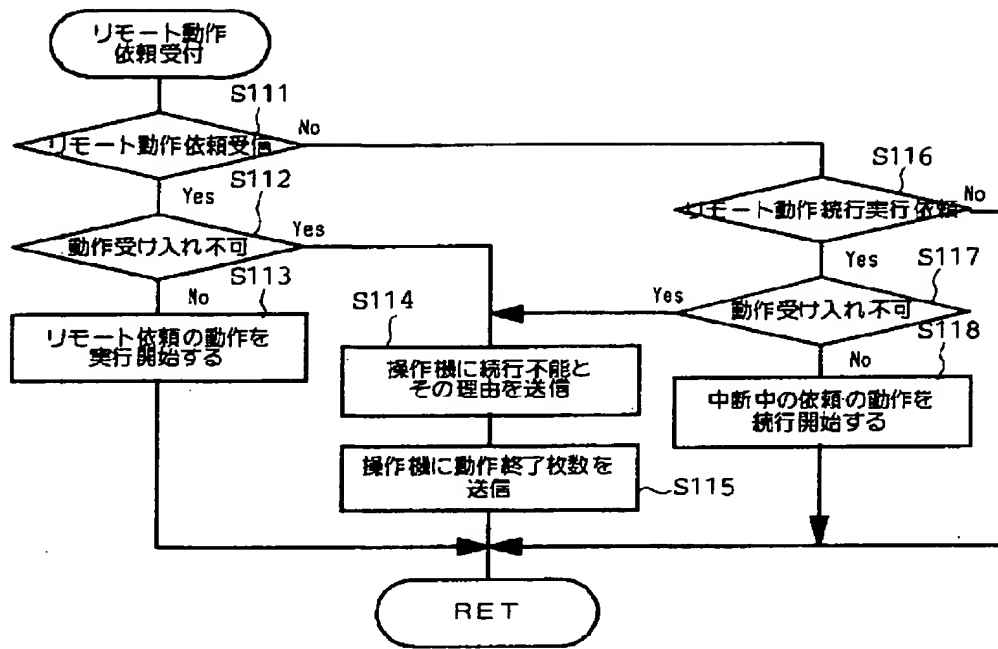 リモート動作
依頼受付
S111
リモート動作依頼受信
No
Yes
S112
動作受け入れ不可
Yes
No
S113
リモート依頼の動作を
実行開始する
S114
操作機に続行不能と
その理由を送信
操作機に動作終了枚数を
送信
S115
S116
リモート動作続行実行依頼
No
Yes
S117
動作受け入れ不可
Yes
No
S118
中断中の依頼の動作を
続行開始する
RET